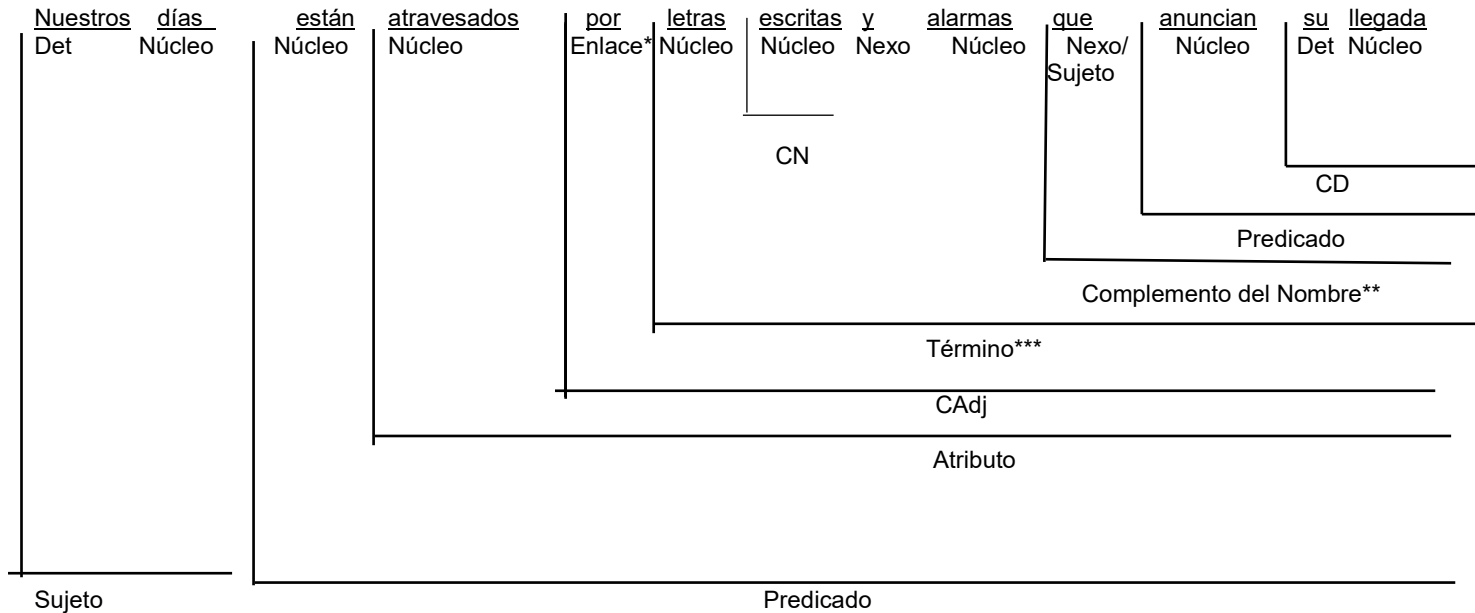 Nuestros días están atravesados por letras escritas y alarmas que anuncian su llegada
Det Núcleo Núcleo Núcleo Enlace* Núcleo Núcleo Nexo Núcleo Nexo/ Núcleo Det Núcleo
Sujeto
CN
CD
Predicado
Complemento del Nombre**
Término***
CAdj
Atributo
Sujeto Predicado